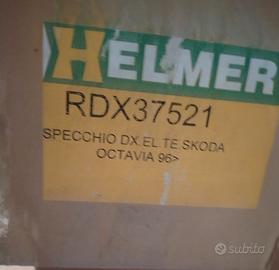 HELMER
RDX37521
SPECCHIO DX.EL.TE.SKODA
OCTAVIA 96>
subito